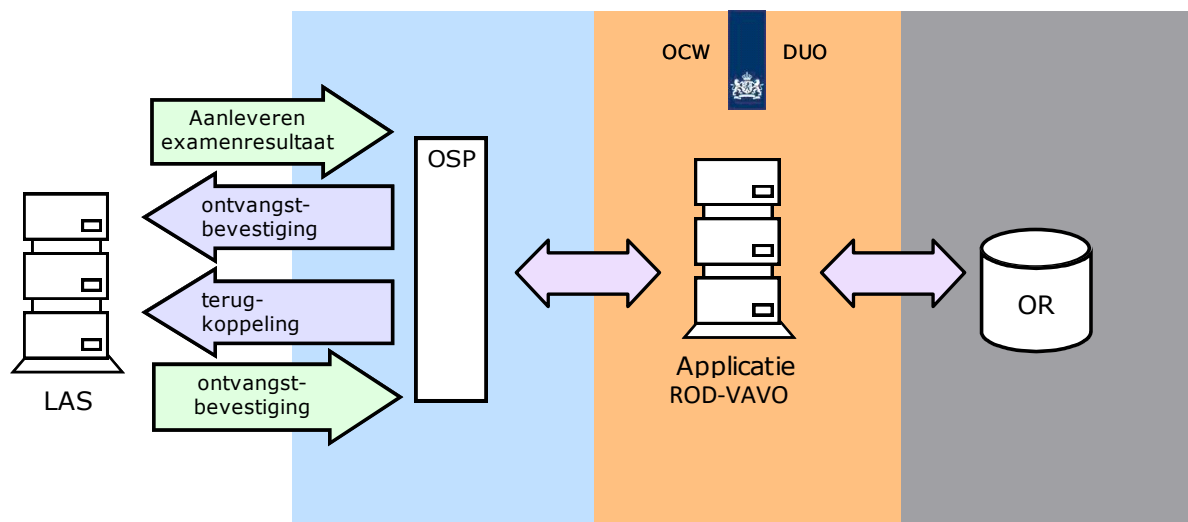 OCW
DUO
Aanleveren
examenresultaat
OSP
ontvangst-
bevestiging
terug-
koppeling
ontvangst-
bevestiging
LAS
Applicatie
ROD-VAVO
OR